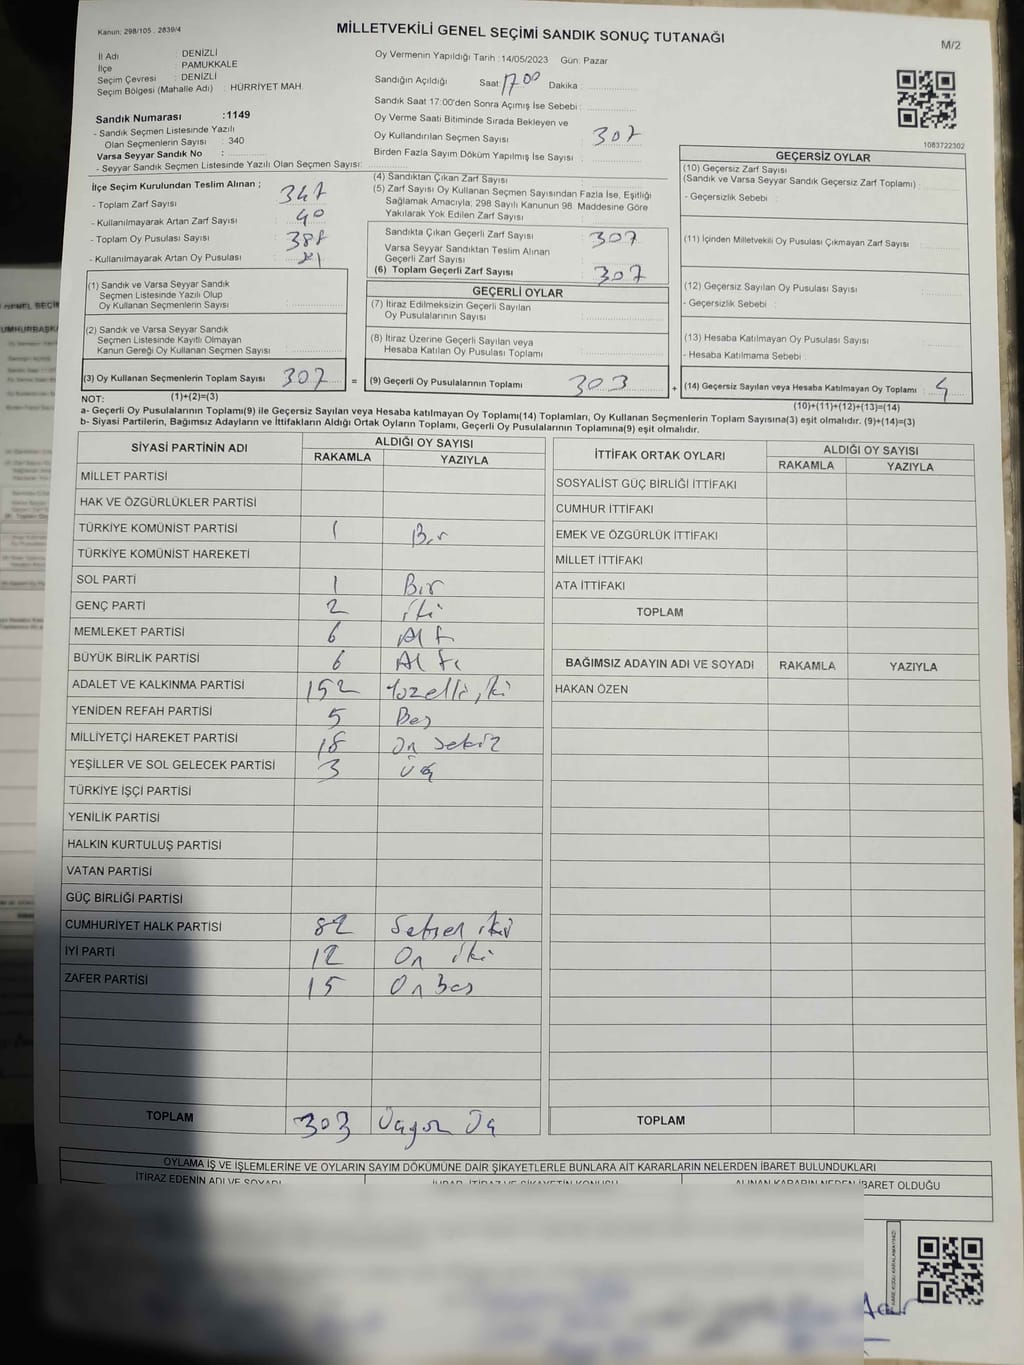 Kanun: 298/105 , 2839/4
MİLLETVEKİLİ GENEL SEÇİMİ SANDIK SONUÇ TUTANAĞI
M/2
İl Adı : DENİZLİ
İlçe : PAMUKKALE
Seçim Çevresi : DENİZLİ
Seçim Bölgesi (Mahalle Adı) : HÜRRİYET MAH.
Sandık Numarası :1149
- Sandık Seçmen Listesinde Yazılı
Olan Seçmenlerin Sayısı : 340
Varsa Seyyar Sandık No :
- Seyyar Sandık Seçmen Listesinde Yazılı Olan Seçmen Sayısı:
Oy Vermenin Yapıldığı Tarih :14/05/2023 Gün: Pazar
Sandığın Açıldığı Saat: 17 00 Dakika :
Sandık Saat 17:00'den Sonra Açımış İse Sebebi :
Oy Verme Saati Bitiminde Sırada Bekleyen ve
Oy Kullandırılan Seçmen Sayısı 307
Birden Fazla Sayım Döküm Yapılmış İse Sayısı :
1083722302
İlçe Seçim Kurulundan Teslim Alınan ;
- Toplam Zarf Sayısı : 347
- Kullanılmayarak Artan Zarf Sayısı : 40
- Toplam Oy Pusulası Sayısı : 388
- Kullanılmayarak Artan Oy Pusulası : 81
(4) Sandıktan Çıkan Zarf Sayısı :
(5) Zarf Sayısı Oy Kullanan Seçmen Sayısından Fazla İse, Eşitliği
Sağlamak Amacıyla; 298 Sayılı Kanunun 98. Maddesine Göre
Yakılarak Yok Edilen Zarf Sayısı :
Sandıkta Çıkan Geçerli Zarf Sayısı : 307
Varsa Seyyar Sandıktan Teslim Alınan
Geçerli Zarf Sayısı :
(6) Toplam Geçerli Zarf Sayısı : 307
GEÇERSİZ OYLAR
(10) Geçersiz Zarf Sayısı
(Sandık ve Varsa Seyyar Sandık Geçersiz Zarf Toplamı) :
- Geçersizlik Sebebi :
(11) İçinden Milletvekili Oy Pusulası Çıkmayan Zarf Sayısı :
(12) Geçersiz Sayılan Oy Pusulası Sayısı :
- Geçersizlik Sebebi :
(13) Hesaba Katılmayan Oy Pusulası Sayısı :
- Hesaba Katılmama Sebebi :
(1) Sandık ve Varsa Seyyar Sandık
Seçmen Listesinde Yazılı Olup
Oy Kullanan Seçmenlerin Sayısı :
(2) Sandık ve Varsa Seyyar Sandık
Seçmen Listesinde Kayıtlı Olmayan
Kanun Gereği Oy Kullanan Seçmen Sayısı :
GEÇERLİ OYLAR
(7) İtiraz Edilmeksizin Geçerli Sayılan
Oy Pusulalarının Sayısı :
(8) İtiraz Üzerine Geçerli Sayılan veya
Hesaba Katılan Oy Pusulası Toplamı :
(3) Oy Kullanan Seçmenlerin Toplam Sayısı : 307 = (9) Geçerli Oy Pusulalarının Toplamı : 303 + (14) Geçersiz Sayılan veya Hesaba Katılmayan Oy Toplamı : 4
NOT: (1)+(2)=(3) (10)+(11)+(12)+(13)=(14)
a- Geçerli Oy Pusulalarının Toplamı(9) ile Geçersiz Sayılan veya Hesaba katılmayan Oy Toplamı(14) Toplamları, Oy Kullanan Seçmenlerin Toplam Sayısına(3) eşit olmalıdır. (9)+(14)=(3)
b- Siyasi Partilerin, Bağımsız Adayların ve İttifakların Aldığı Ortak Oyların Toplamı, Geçerli Oy Pusulalarının Toplamına(9) eşit olmalıdır.
SİYASİ PARTİNİN ADI ALDIĞI OY SAYISI
RAKAMLA YAZIYLA
MİLLET PARTİSİ
HAK VE ÖZGÜRLÜKLER PARTİSİ
TÜRKİYE KOMÜNİST PARTİSİ 1 Bir
TÜRKİYE KOMÜNİST HAREKETİ
SOL PARTİ 1 Bir
GENÇ PARTİ 2 iki
MEMLEKET PARTİSİ 6 Altı
BÜYÜK BİRLİK PARTİSİ 6 Altı
ADALET VE KALKINMA PARTİSİ 152 Yüzelli iki
YENİDEN REFAH PARTİSİ 5 Beş
MİLLİYETÇİ HAREKET PARTİSİ 18 On sekiz
YEŞİLLER VE SOL GELECEK PARTİSİ 3 üç
TÜRKİYE İŞÇİ PARTİSİ
YENİLİK PARTİSİ
HALKIN KURTULUŞ PARTİSİ
VATAN PARTİSİ
GÜÇ BİRLİĞİ PARTİSİ
CUMHURİYET HALK PARTİSİ 82 Seksen iki
İYİ PARTİ 12 On iki
ZAFER PARTİSİ 15 On beş
TOPLAM 303 Üçyüz Üç
İTTİFAK ORTAK OYLARI ALDIĞI OY SAYISI
RAKAMLA YAZIYLA
SOSYALİST GÜÇ BİRLİĞİ İTTİFAKI
CUMHUR İTTİFAKI
EMEK VE ÖZGÜRLÜK İTTİFAKI
MİLLET İTTİFAKI
ATA İTTİFAKI
TOPLAM
BAĞIMSIZ ADAYIN ADI VE SOYADI RAKAMLA YAZIYLA
HAKAN ÖZEN
TOPLAM
OYLAMA İŞ VE İŞLEMLERİNE VE OYLARIN SAYIM DÖKÜMÜNE DAİR ŞİKAYETLERLE BUNLARA AİT KARARLARIN NELERDEN İBARET BULUNDUKLARI
İTİRAZ EDENİN ADI VE SOYADI
ALINAN KARARIN NEDEN İBARET OLDUĞU